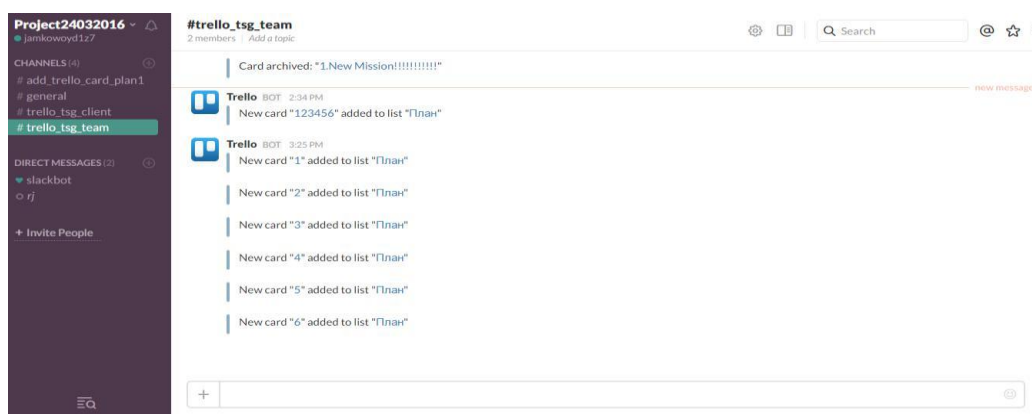 Project24032016
jamkowoyd1z7
CHANNELS (4)
# add_trello_card_plan1
# general
# trello_tsg_client
# trello_tsg_team
DIRECT MESSAGES (2)
slackbot
rj
+ Invite People
#trello_tsg_team
2 members | Add a topic
Search
Card archived: "1.New Mission!!!!!!!!!!!"
new message
Trello BOT 2:34 PM
New card "123456" added to list "План"
Trello BOT 3:25 PM
New card "1" added to list "План"
New card "2" added to list "План"
New card "3" added to list "План"
New card "4" added to list "План"
New card "5" added to list "План"
New card "6" added to list "План"